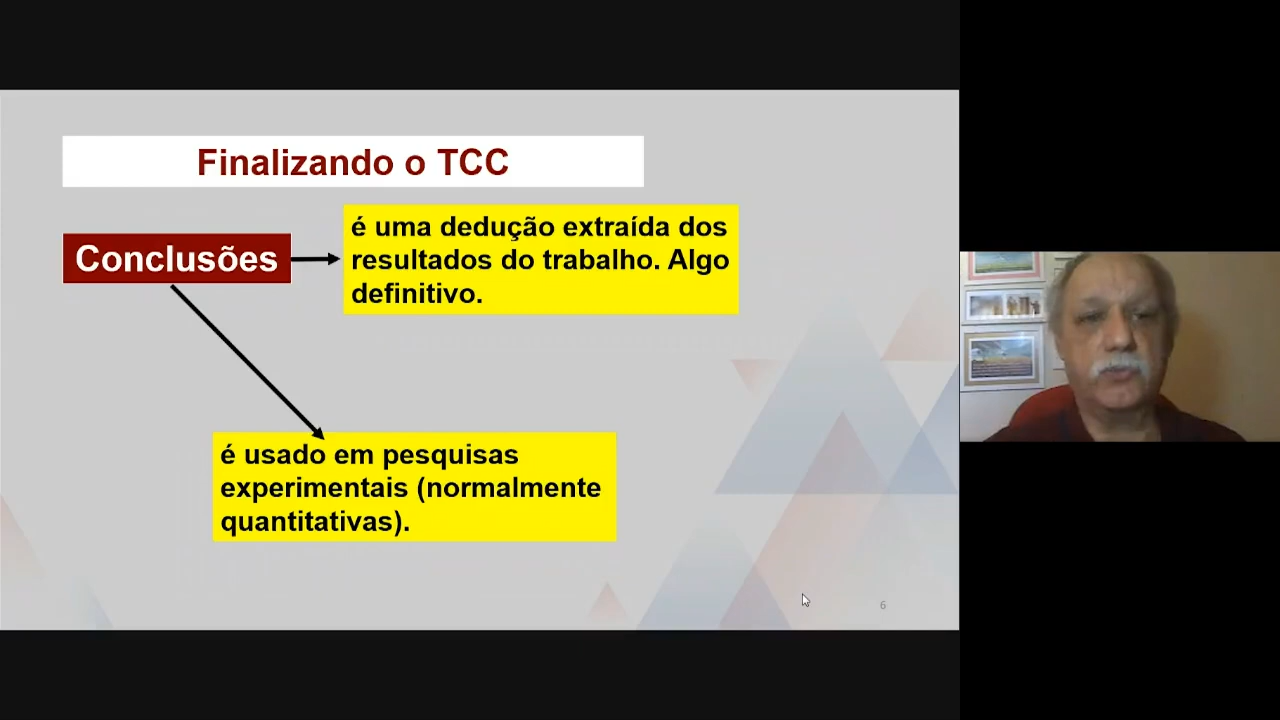 Finalizando o TCC
Conclusões
é uma dedução extraída dos
resultados do trabalho. Algo
definitivo.
é usado em pesquisas
experimentais (normalmente
quantitativas).
6